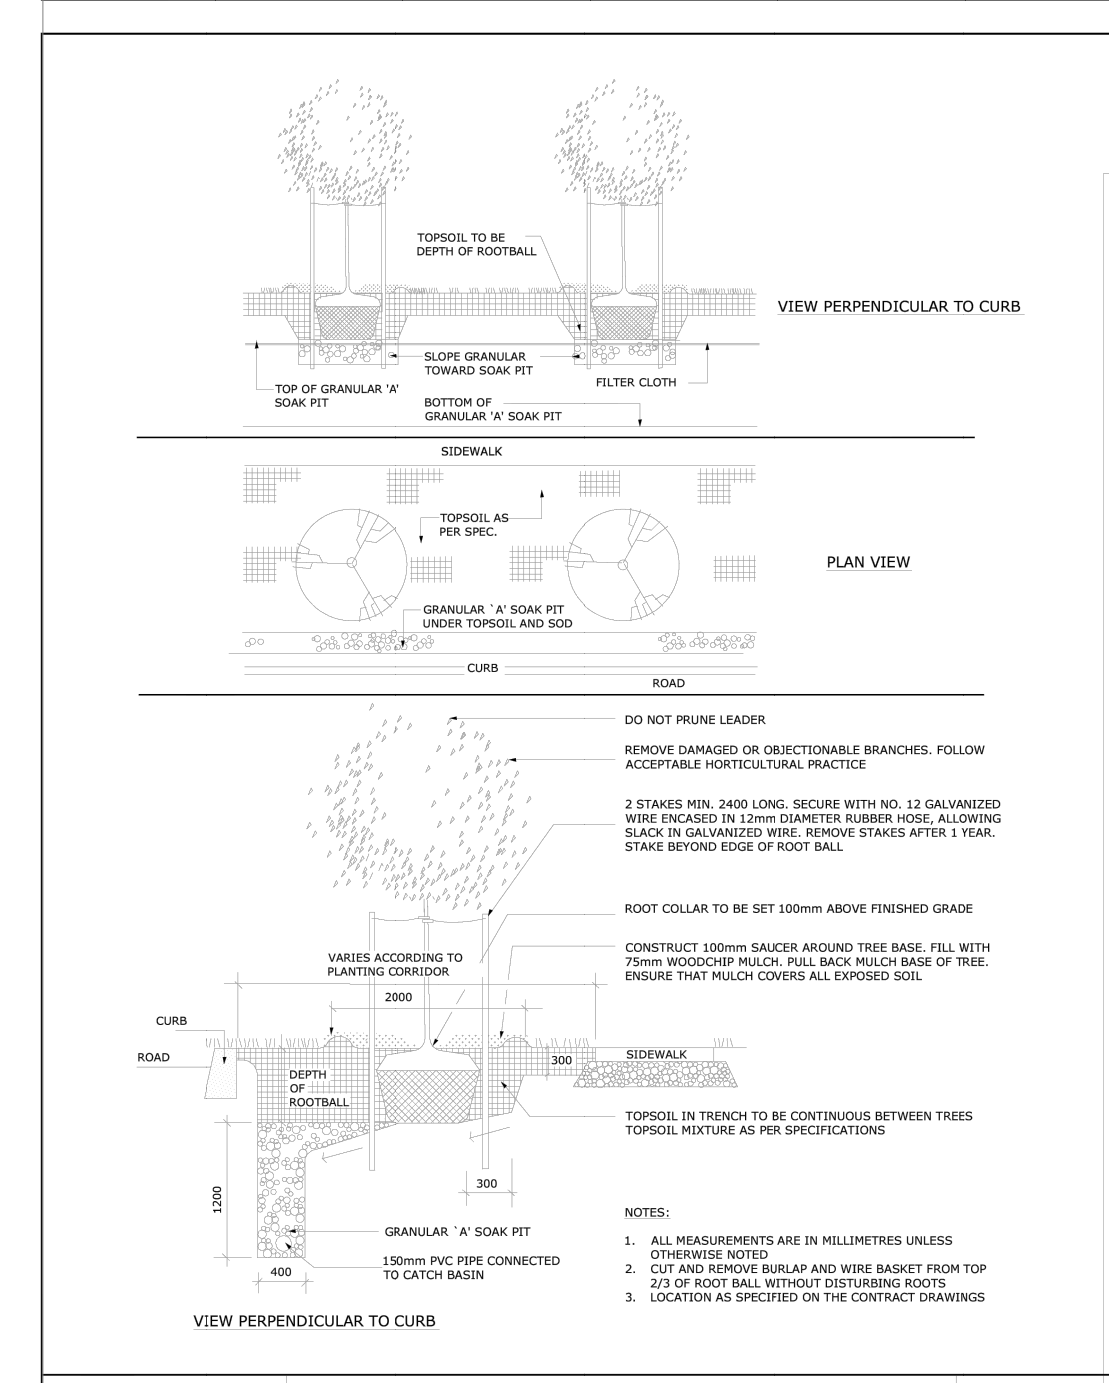 TOPSOIL TO BE
DEPTH OF ROOTBALL
VIEW PERPENDICULAR TO CURB
SLOPE GRANULAR
TOWARD SOAK PIT
FILTER CLOTH
TOP OF GRANULAR 'A'
SOAK PIT
BOTTOM OF
GRANULAR 'A' SOAK PIT
SIDEWALK
TOPSOIL AS
PER SPEC.
PLAN VIEW
GRANULAR `A' SOAK PIT
UNDER TOPSOIL AND SOD
CURB
ROAD
DO NOT PRUNE LEADER
REMOVE DAMAGED OR OBJECTIONABLE BRANCHES. FOLLOW
ACCEPTABLE HORTICULTURAL PRACTICE
2 STAKES MIN. 2400 LONG. SECURE WITH NO. 12 GALVANIZED
WIRE ENCASED IN 12mm DIAMETER RUBBER HOSE, ALLOWING
SLACK IN GALVANIZED WIRE. REMOVE STAKES AFTER 1 YEAR.
STAKE BEYOND EDGE OF ROOT BALL
ROOT COLLAR TO BE SET 100mm ABOVE FINISHED GRADE
CONSTRUCT 100mm SAUCER AROUND TREE BASE. FILL WITH
75mm WOODCHIP MULCH. PULL BACK MULCH BASE OF TREE.
ENSURE THAT MULCH COVERS ALL EXPOSED SOIL
VARIES ACCORDING TO
PLANTING CORRIDOR
2000
CURB
ROAD
300
SIDEWALK
DEPTH
OF
ROOTBALL
TOPSOIL IN TRENCH TO BE CONTINUOUS BETWEEN TREES
TOPSOIL MIXTURE AS PER SPECIFICATIONS
1200
300
GRANULAR `A' SOAK PIT
150mm PVC PIPE CONNECTED
TO CATCH BASIN
400
VIEW PERPENDICULAR TO CURB
NOTES:
1. ALL MEASUREMENTS ARE IN MILLIMETRES UNLESS
OTHERWISE NOTED
2. CUT AND REMOVE BURLAP AND WIRE BASKET FROM TOP
2/3 OF ROOT BALL WITHOUT DISTURBING ROOTS
3. LOCATION AS SPECIFIED ON THE CONTRACT DRAWINGS